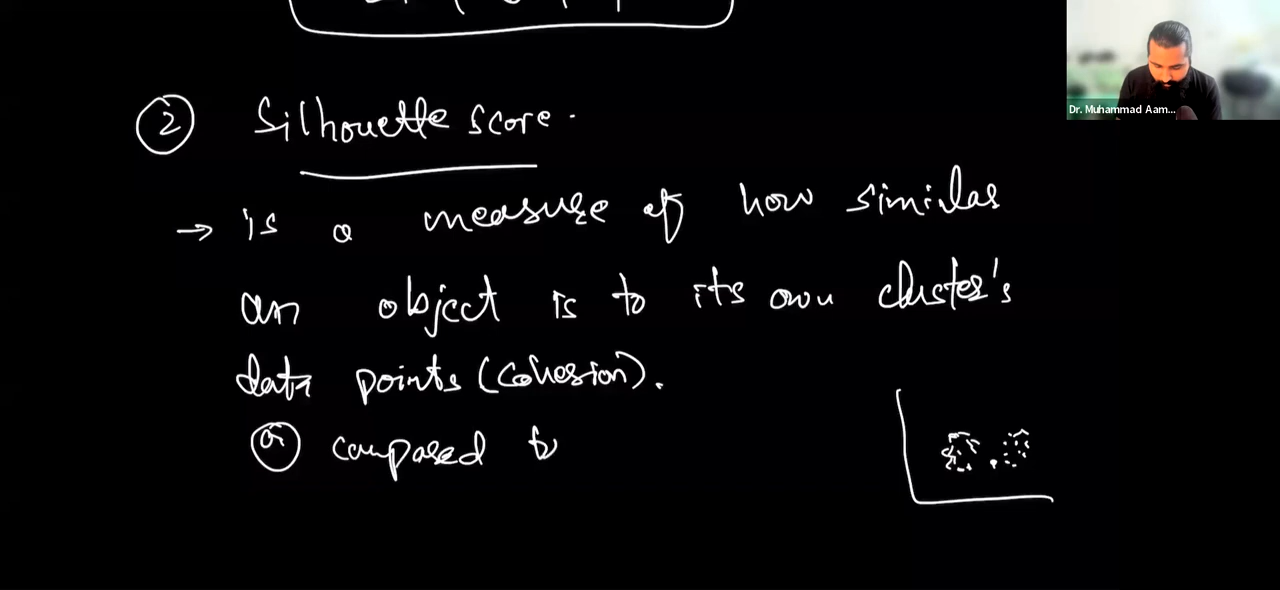 ② Silhouette score.
→ is a measure of how similar
an object is to its own cluster's
data points (cohesion).
or compared to
Dr. Muhammad Aam...